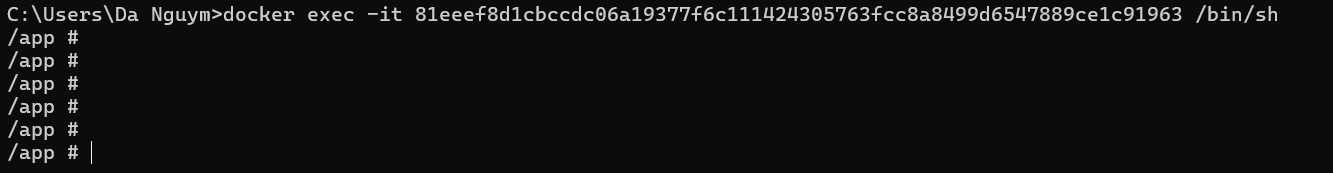 C:\Users\Da Nguym>docker exec -it 81eeef8d1cbccdc06a19377f6c111424305763fcc8a8499d6547889ce1c91963 /bin/sh
/app #
/app #
/app #
/app #
/app #
/app #